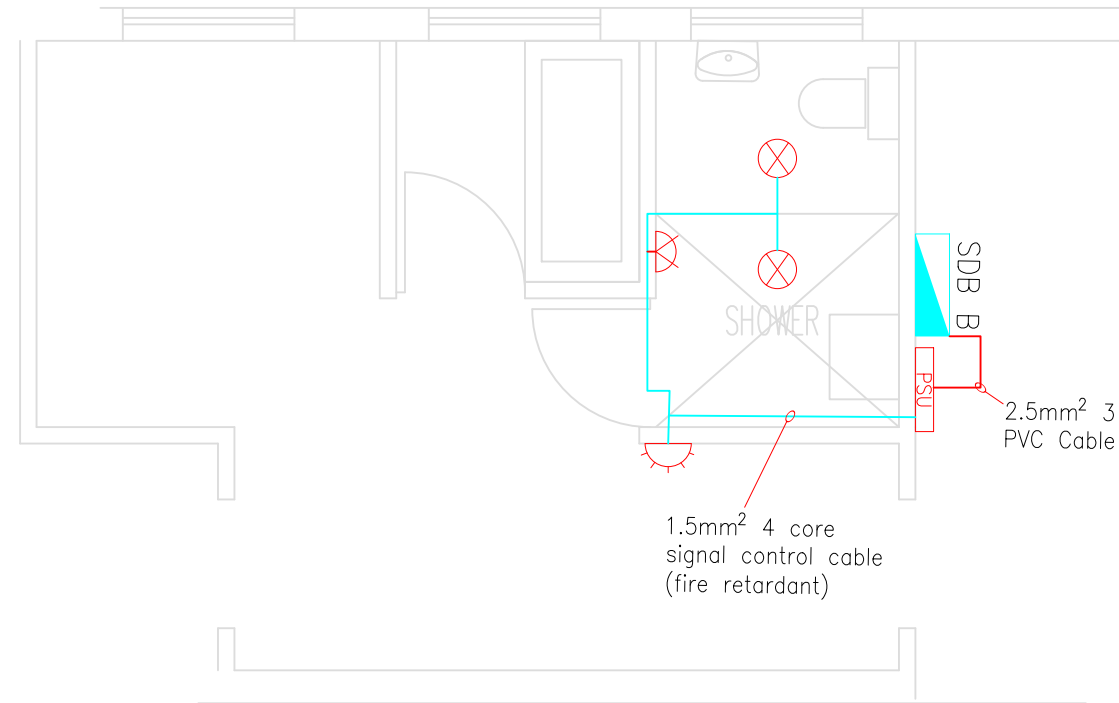 SHOWER
SDB B
PSU
2.5mm² 3
PVC Cable
1.5mm² 4 core
signal control cable
(fire retardant)